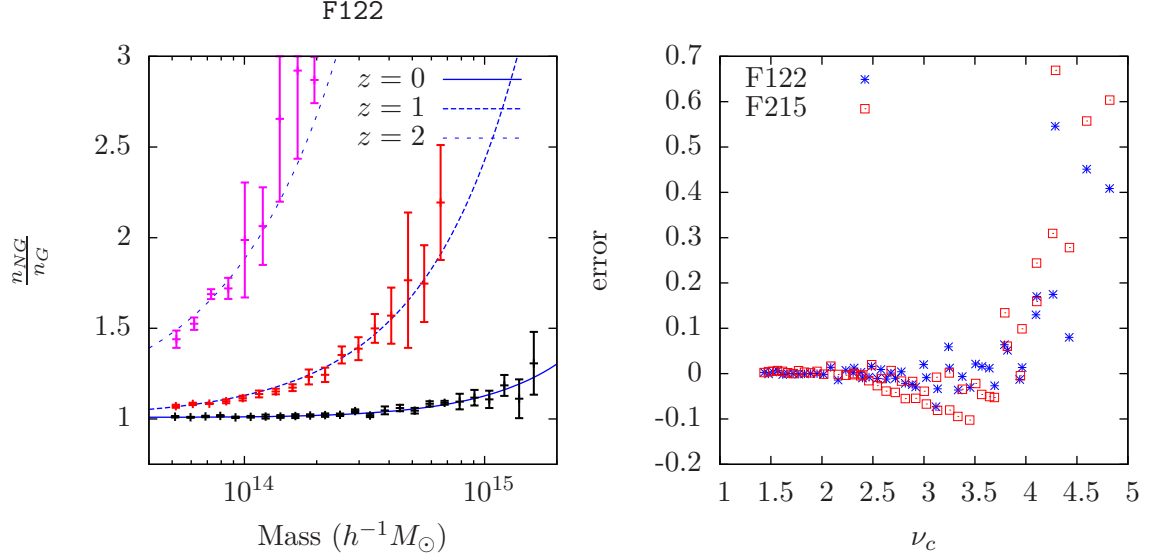 F122
3
2.5
2
1.5
1
n_{NG}/n_G
z = 0
z = 1
z = 2
10^{14}
10^{15}
Mass (h^{-1}M_⊙)
0.7
0.6
0.5
0.4
0.3
0.2
0.1
0
-0.1
-0.2
error
F122
F215
1
1.5
2
2.5
3
3.5
4
4.5
5
ν_c